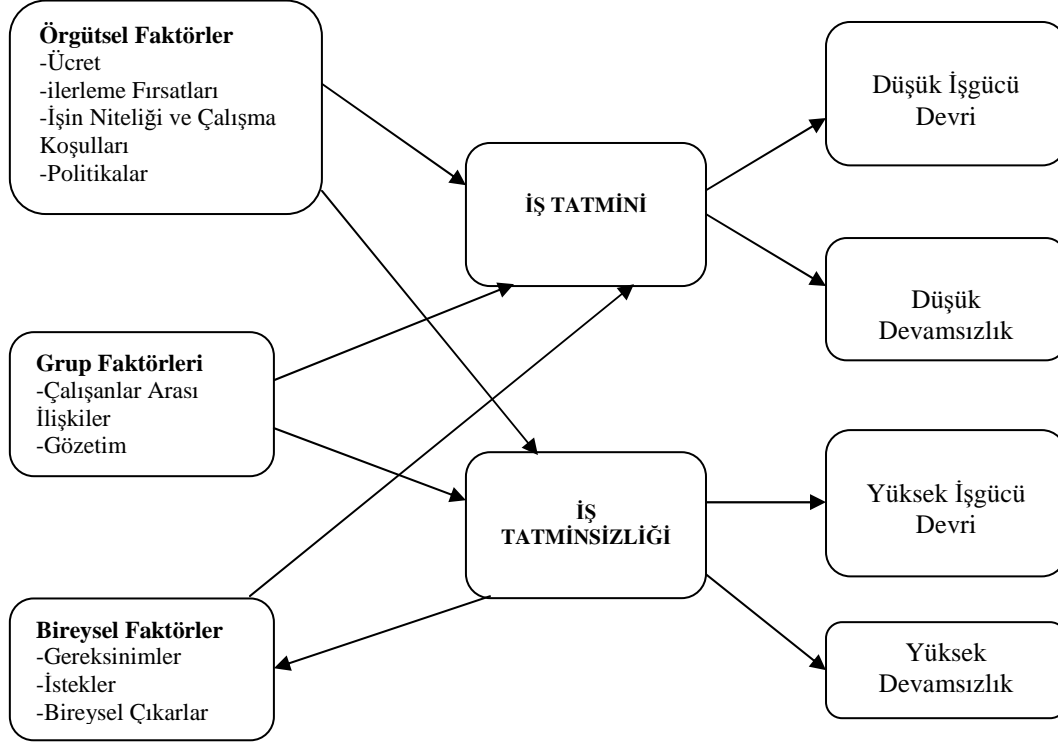 Örgütsel Faktörler
-Ücret
-ilerleme Fırsatları
-İşin Niteliği ve Çalışma
Koşulları
-Politikalar
Grup Faktörleri
-Çalışanlar Arası
İlişkiler
-Gözetim
Bireysel Faktörler
-Gereksinimler
-İstekler
-Bireysel Çıkarlar
İŞ TATMİNİ
İŞ
TATMİNSİZLİĞİ
Düşük İşgücü
Devri
Düşük
Devamsızlık
Yüksek İşgücü
Devri
Yüksek
Devamsızlık